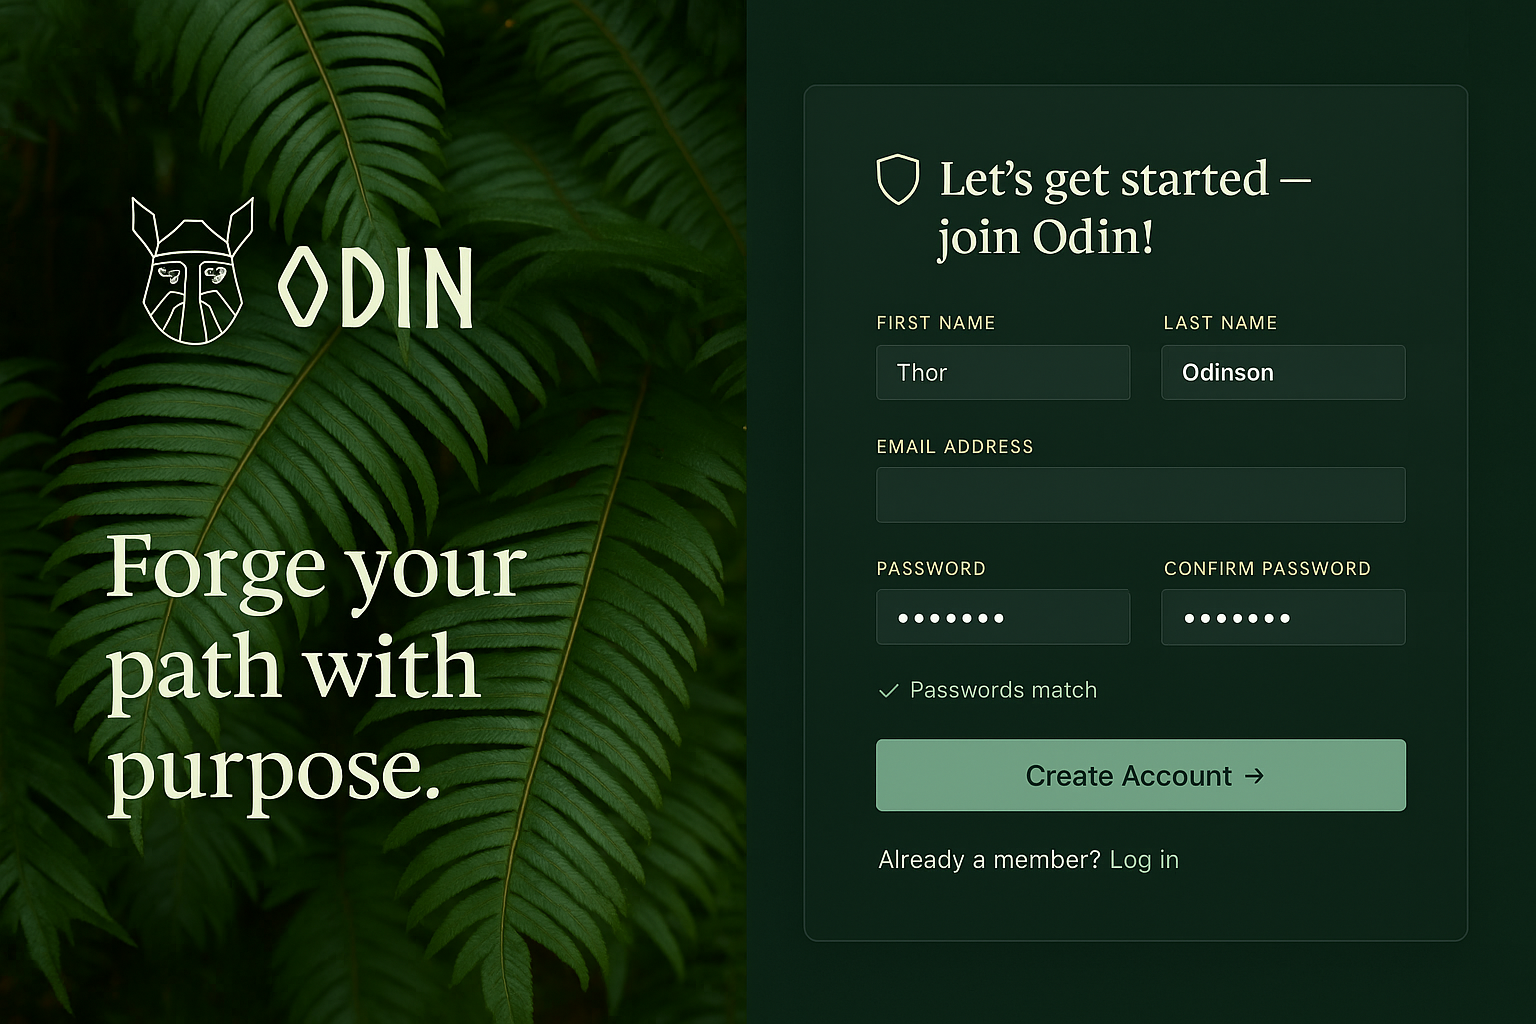 ODIN
Forge your
path with
purpose.
Let’s get started —
join Odin!
FIRST NAME
LAST NAME
Thor
Odinson
EMAIL ADDRESS
PASSWORD
CONFIRM PASSWORD
•••••••
•••••••
✓ Passwords match
Create Account →
Already a member? Log in